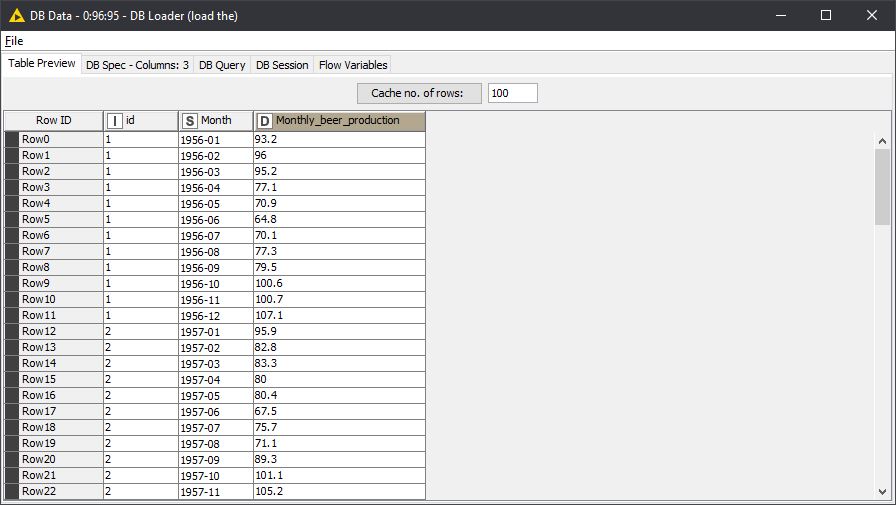 DB Data - 0:96:95 - DB Loader (load the)
File
Table Preview DB Spec - Columns: 3 DB Query DB Session Flow Variables
Cache no. of rows: 100
Row ID I id S Month D Monthly_beer_production
Row0 1 1956-01 93.2
Row1 1 1956-02 96
Row2 1 1956-03 95.2
Row3 1 1956-04 77.1
Row4 1 1956-05 70.9
Row5 1 1956-06 64.8
Row6 1 1956-07 70.1
Row7 1 1956-08 77.3
Row8 1 1956-09 79.5
Row9 1 1956-10 100.6
Row10 1 1956-11 100.7
Row11 1 1956-12 107.1
Row12 2 1957-01 95.9
Row13 2 1957-02 82.8
Row14 2 1957-03 83.3
Row15 2 1957-04 80
Row16 2 1957-05 80.4
Row17 2 1957-06 67.5
Row18 2 1957-07 75.7
Row19 2 1957-08 71.1
Row20 2 1957-09 89.3
Row21 2 1957-10 101.1
Row22 2 1957-11 105.2